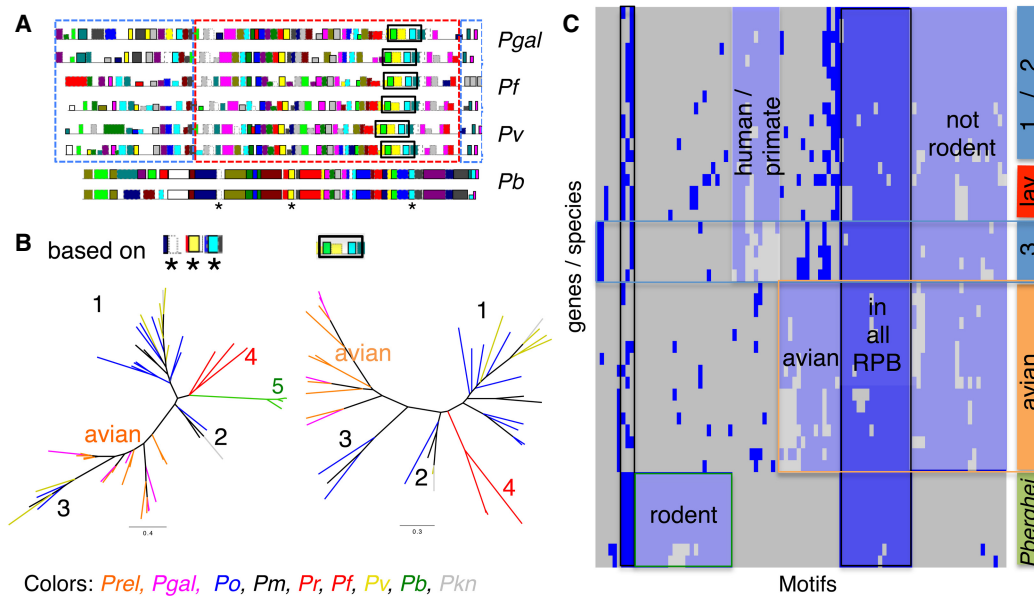 A
Pgal
Pf
Pv
Pb
* * *
B
based on
* * *
1
4
5
avian
2
3
0.4
1
avian
3
2
4
0.3
Colors: Prel, Pgal, Po, Pm, Pr, Pf, Pv, Pb, Pkn
C
genes / species
human /
primate
not
rodent
in
all
RPB
avian
rodent
Motifs
1 / 2
lav
3
avian
Pberghei